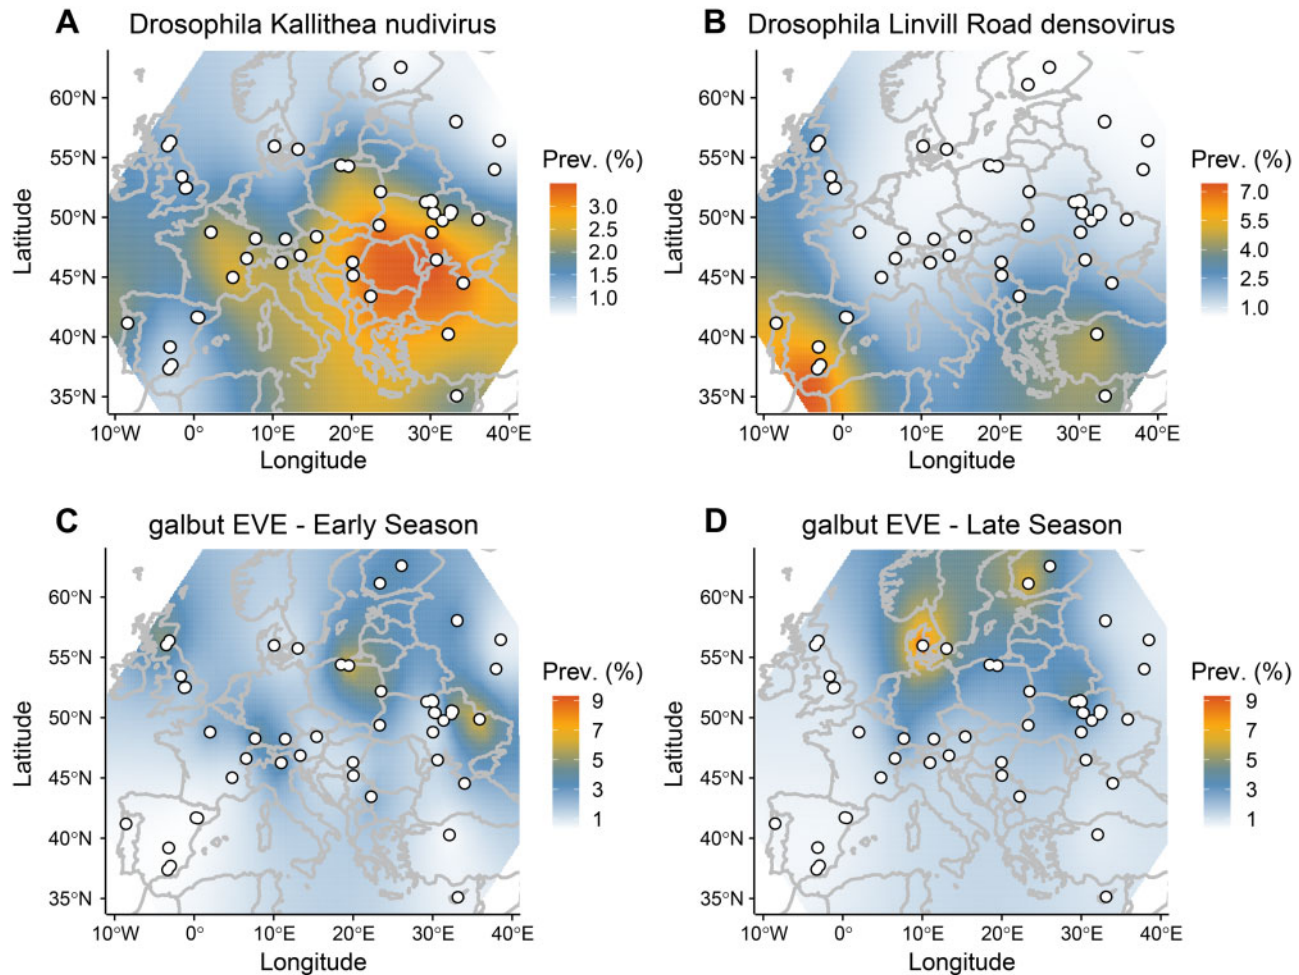 A Drosophila Kallithea nudivirus
60°N
55°N
50°N
45°N
40°N
35°N
Latitude
10°W 0° 10°E 20°E 30°E 40°E
Longitude
Prev. (%)
3.0
2.5
2.0
1.5
1.0
B Drosophila Linvill Road densovirus
60°N
55°N
50°N
45°N
40°N
35°N
Latitude
10°W 0° 10°E 20°E 30°E 40°E
Longitude
Prev. (%)
7.0
5.5
4.0
2.5
1.0
C galbut EVE - Early Season
60°N
55°N
50°N
45°N
40°N
35°N
Latitude
10°W 0° 10°E 20°E 30°E 40°E
Longitude
Prev. (%)
9
7
5
3
1
D galbut EVE - Late Season
60°N
55°N
50°N
45°N
40°N
35°N
Latitude
10°W 0° 10°E 20°E 30°E 40°E
Longitude
Prev. (%)
9
7
5
3
1